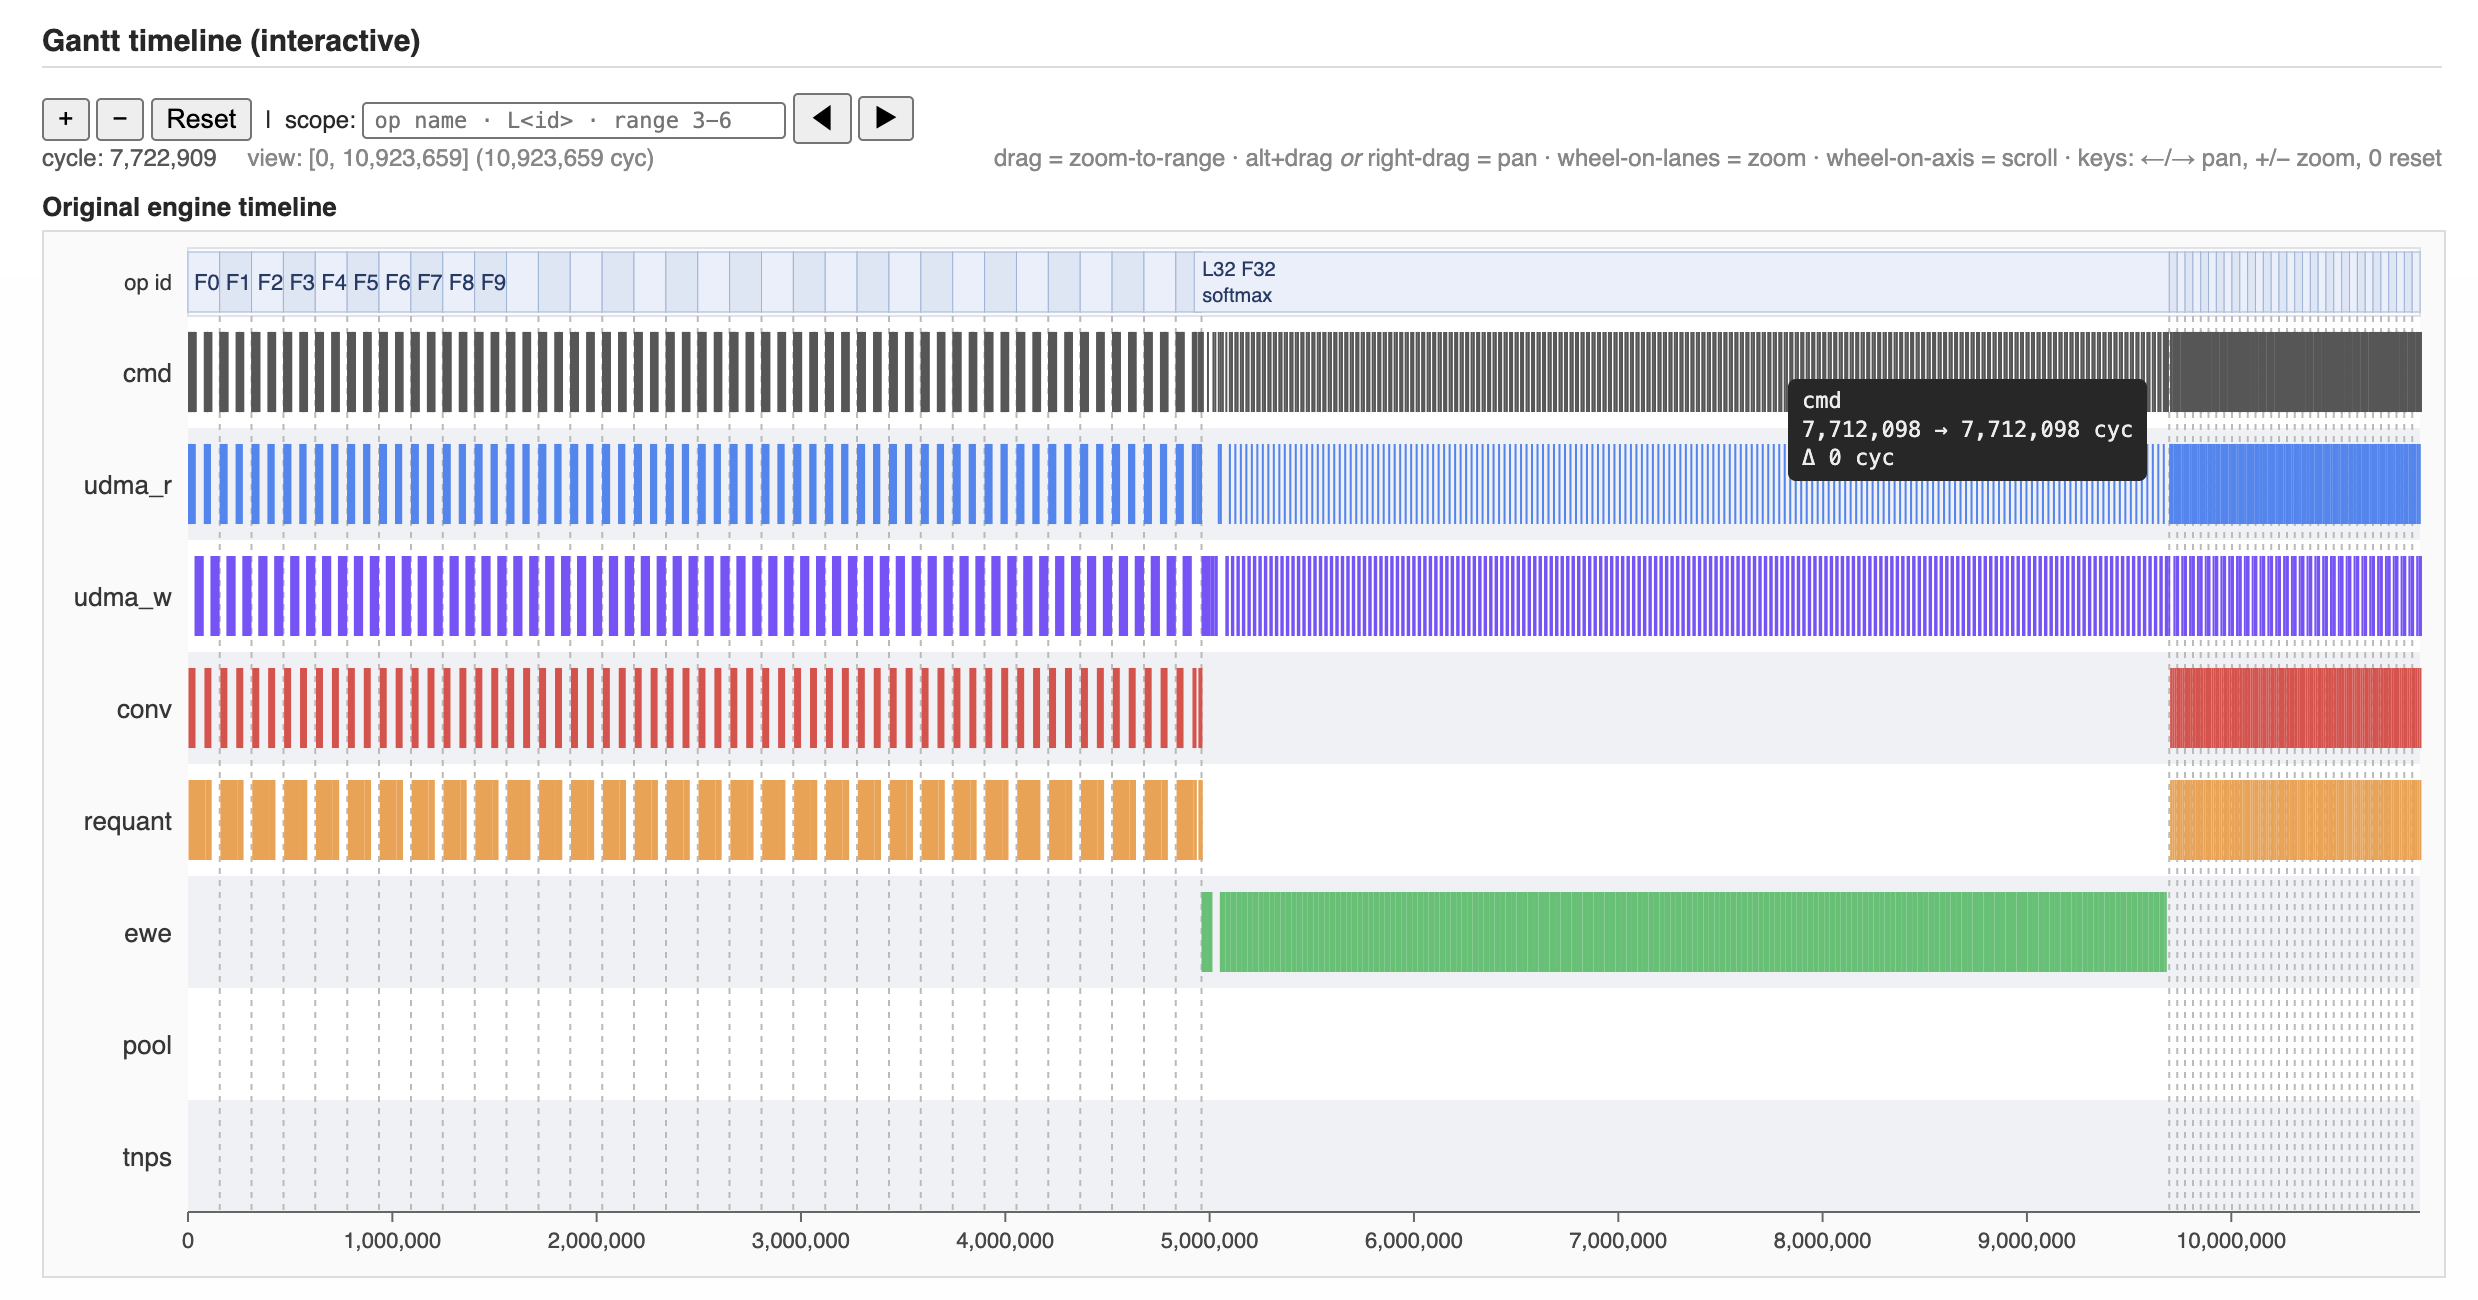 Gantt timeline (interactive)
+ − Reset | scope: op name · L<id> · range 3–6 ◀ ▶
cycle: 7,722,909 view: [0, 10,923,659] (10,923,659 cyc) drag = zoom-to-range · alt+drag or right-drag = pan · wheel-on-lanes = zoom · wheel-on-axis = scroll · keys: ←/→ pan, +/− zoom, 0 reset
Original engine timeline
op id F0 F1 F2 F3 F4 F5 F6 F7 F8 F9 L32 F32
softmax
cmd
cmd
7,712,098 → 7,712,098 cyc
Δ 0 cyc
udma_r
udma_w
conv
requant
ewe
pool
tnps
0 1,000,000 2,000,000 3,000,000 4,000,000 5,000,000 6,000,000 7,000,000 8,000,000 9,000,000 10,000,000